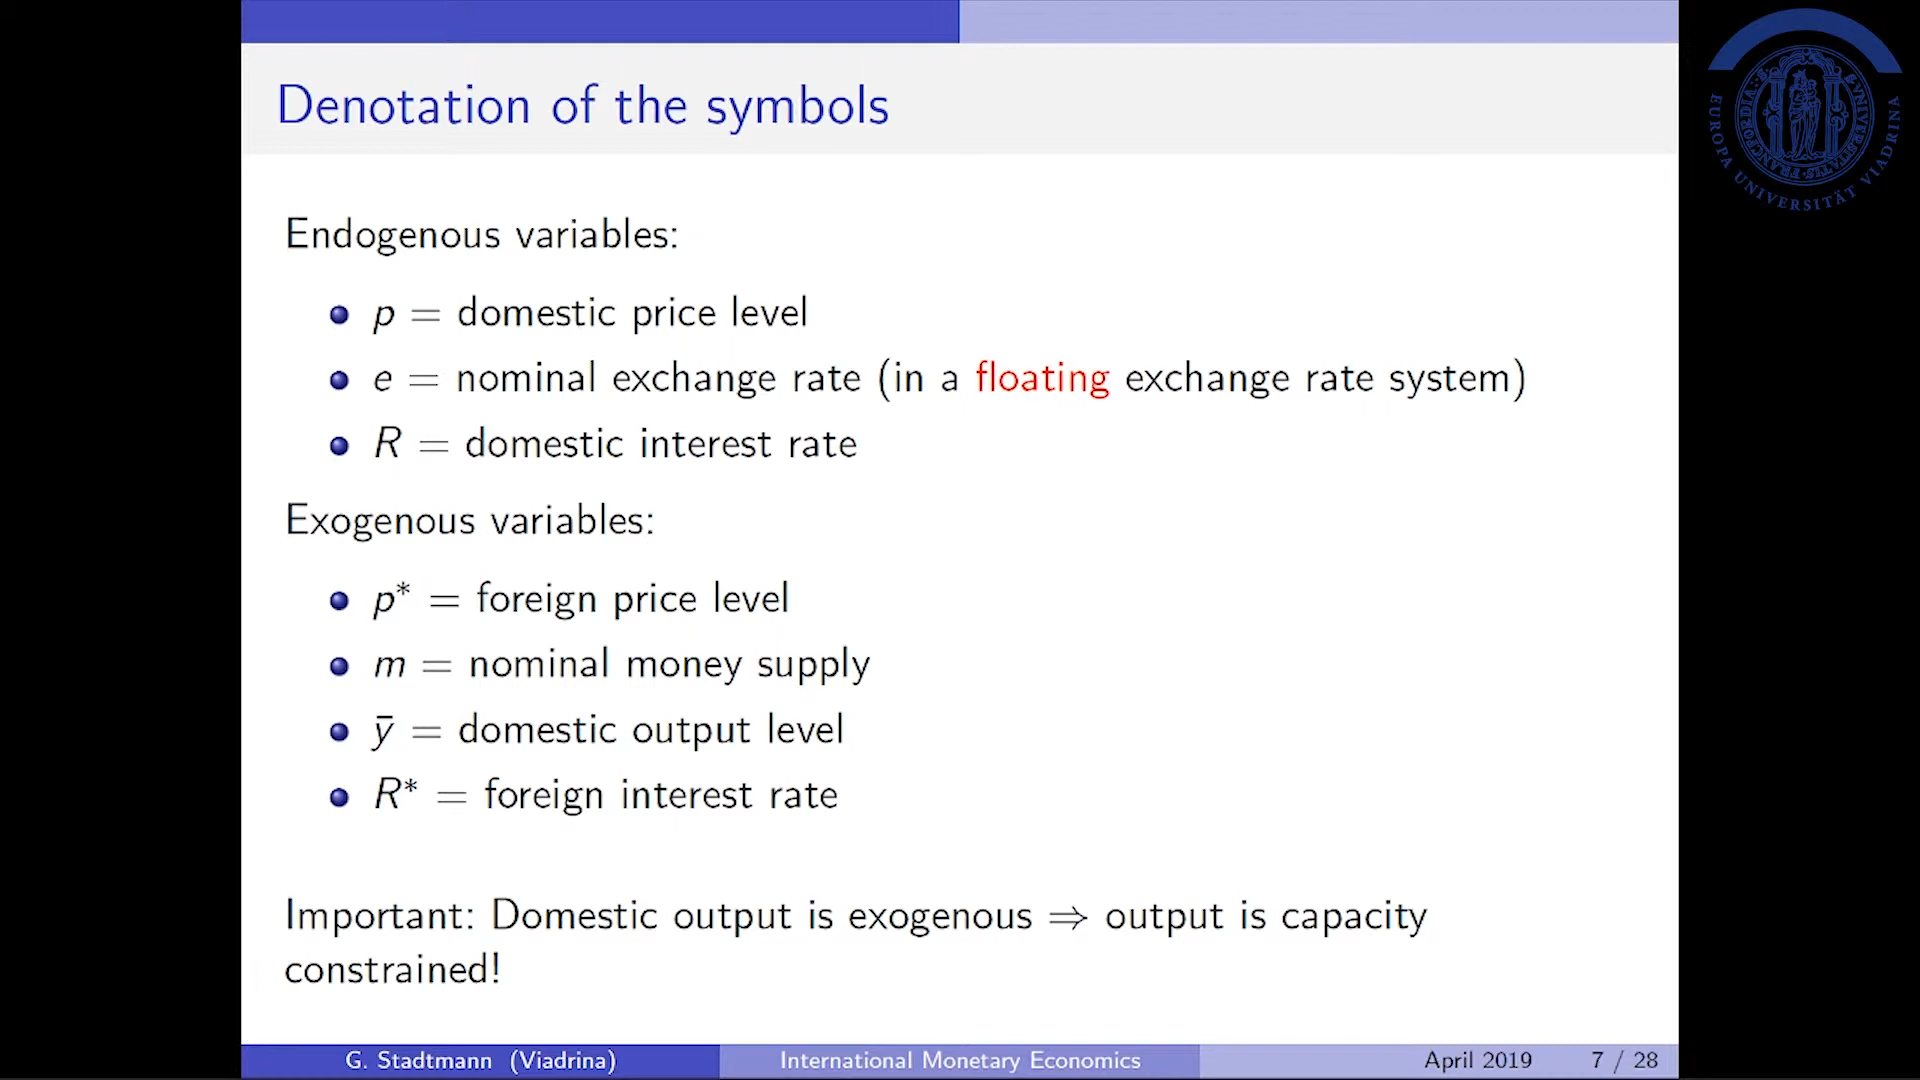 Denotation of the symbols
EUROPA UNIVERSITÄT VIADRINA
Endogenous variables:
p = domestic price level
e = nominal exchange rate (in a floating exchange rate system)
R = domestic interest rate
Exogenous variables:
p* = foreign price level
m = nominal money supply
ȳ = domestic output level
R* = foreign interest rate
Important: Domestic output is exogenous ⇒ output is capacity
constrained!
G. Stadtmann (Viadrina) International Monetary Economics April 2019 7 / 28